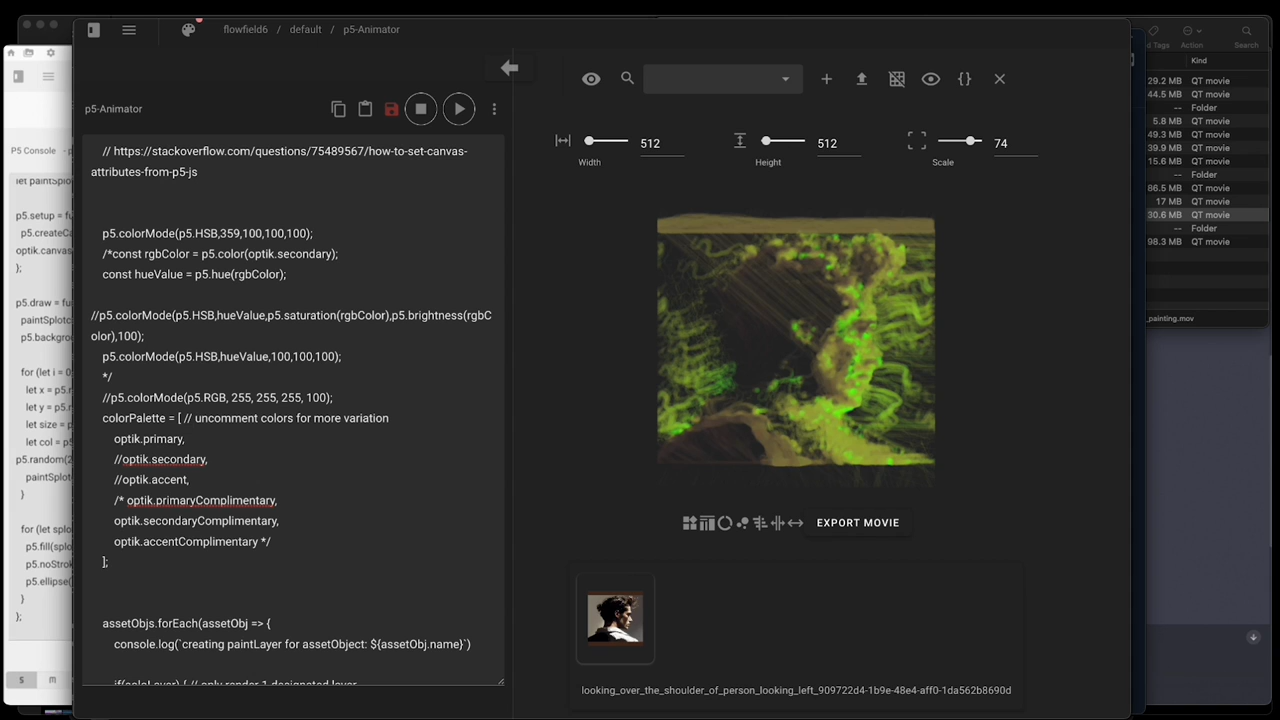 flowfield6 / default / p5-Animator
p5-Animator
// https://stackoverflow.com/questions/75489567/how-to-set-canvas-
attributes-from-p5-js
p5.colorMode(p5.HSB,359,100,100,100);
/*const rgbColor = p5.color(optik.secondary);
const hueValue = p5.hue(rgbColor);
//p5.colorMode(p5.HSB,hueValue,p5.saturation(rgbColor),p5.brightness(rgbC
olor),100);
p5.colorMode(p5.HSB,hueValue,100,100,100);
*/
//p5.colorMode(p5.RGB, 255, 255, 255, 100);
colorPalette = [ // uncomment colors for more variation
optik.primary,
//optik.secondary,
//optik.accent,
/* optik.primaryComplimentary,
optik.secondaryComplimentary,
optik.accentComplimentary */
];
assetObjs.forEach(assetObj => {
console.log(`creating paintLayer for assetObject: ${assetObj.name}`)
if(soloLayer) { // only render 1 designated layer
512
Width
512
Height
74
Scale
EXPORT MOVIE
looking_over_the_shoulder_of_person_looking_left_909722d4-1b9e-48e4-aff0-1da562b8690d
P5 Console - p
let paintSplo
p5.setup = fu
p5.createCa
optik.canvas
};
p5.draw = fu
paintSplotc
p5.backgro
for (let i = 0
let x = p5.r
let y = p5.r
let size = p
let col = p5
p5.random(2
paintSplot
}
for (let splo
p5.fill(splo
p5.noStrok
p5.ellipse(
}
};
s m
d Tags Action Search
Kind
29.2 MB QT movie
44.5 MB QT movie
-- Folder
5.8 MB QT movie
49.3 MB QT movie
39.9 MB QT movie
15.6 MB QT movie
-- Folder
86.5 MB QT movie
17 MB QT movie
30.6 MB QT movie
-- Folder
98.3 MB QT movie
_painting.mov